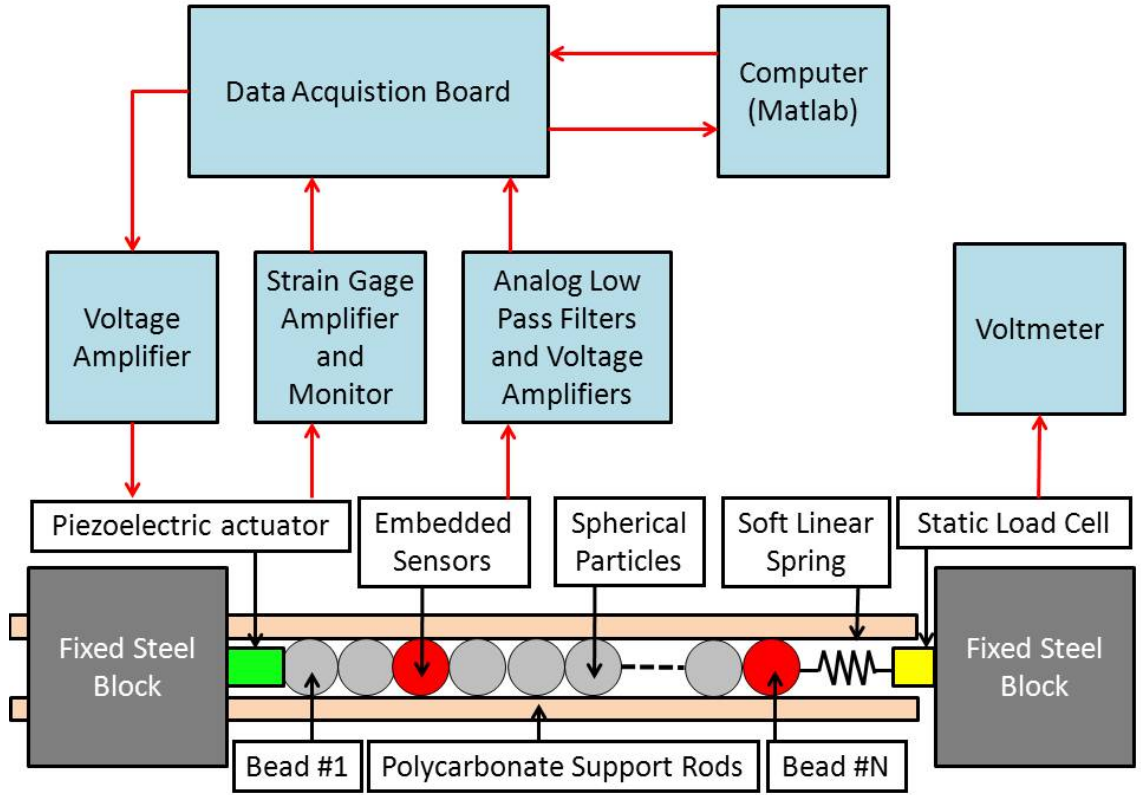 Data Acquistion Board
Computer
(Matlab)
Voltage
Amplifier
Strain Gage
Amplifier
and
Monitor
Analog Low
Pass Filters
and Voltage
Amplifiers
Voltmeter
Piezoelectric actuator
Embedded
Sensors
Spherical
Particles
Soft Linear
Spring
Static Load Cell
Fixed Steel
Block
Fixed Steel
Block
Bead #1
Polycarbonate Support Rods
Bead #N